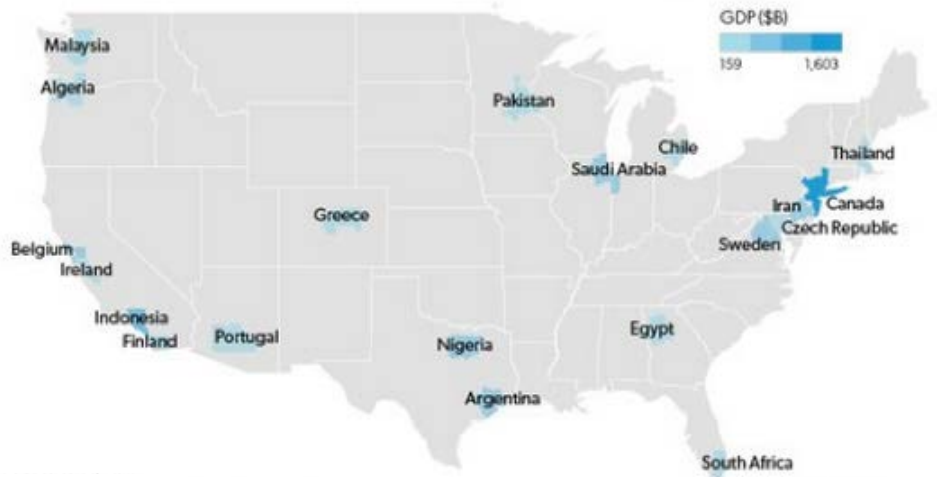 GDP ($B)
159 1,603
Malaysia
Algeria
Pakistan
Chile
Saudi Arabia
Thailand
Iran
Canada
Czech Republic
Sweden
Greece
Belgium
Ireland
Indonesia
Finland
Portugal
Nigeria
Egypt
Argentina
South Africa